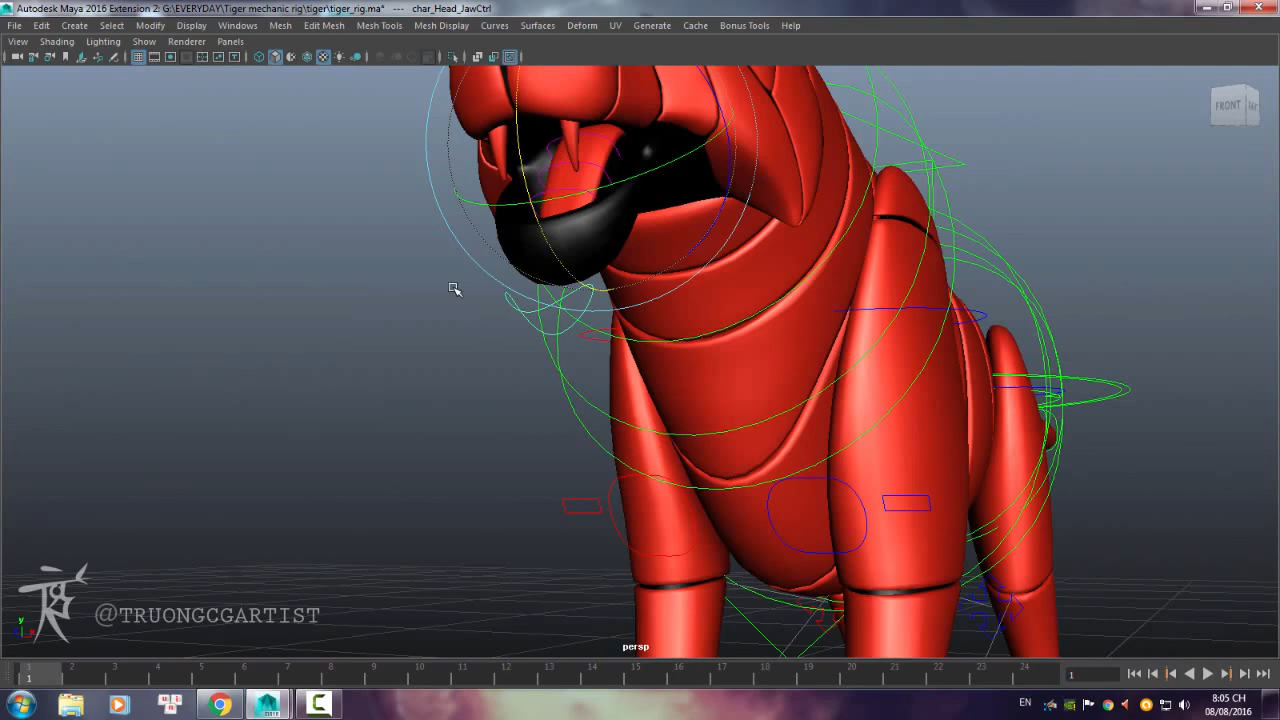 Autodesk Maya 2016 Extension 2: G:\EVERYDAY\Tiger mechanic rig\tiger\tiger_rig.ma* --- char_Head_JawCtrl
File Edit Create Select Modify Display Windows Mesh Edit Mesh Mesh Tools Mesh Display Curves Surfaces Deform UV Generate Cache Bonus Tools Help
View Shading Lighting Show Renderer Panels
FRONT
@TRUONGCGARTIST
y
persp
1 2 3 4 5 6 7 8 9 10 11 12 13 14 15 16 17 18 19 20 21 22 23 24
1 1
EN 8:05 CH
08/08/2016